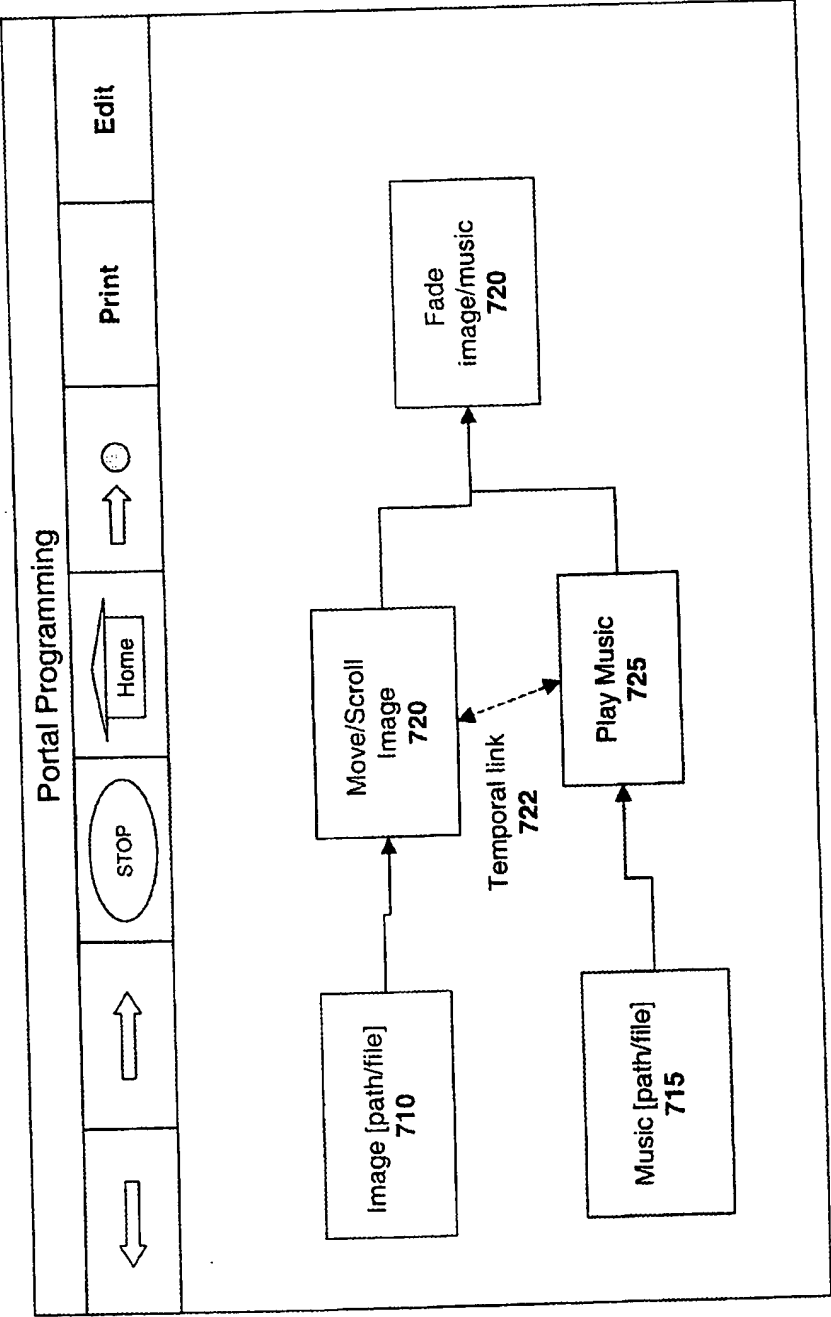 Portal Programming
STOP
Home
Print
Edit
Image [path/file]
710
Move/Scroll
Image
720
Temporal link
722
Music [path/file]
715
Play Music
725
Fade
image/music
720